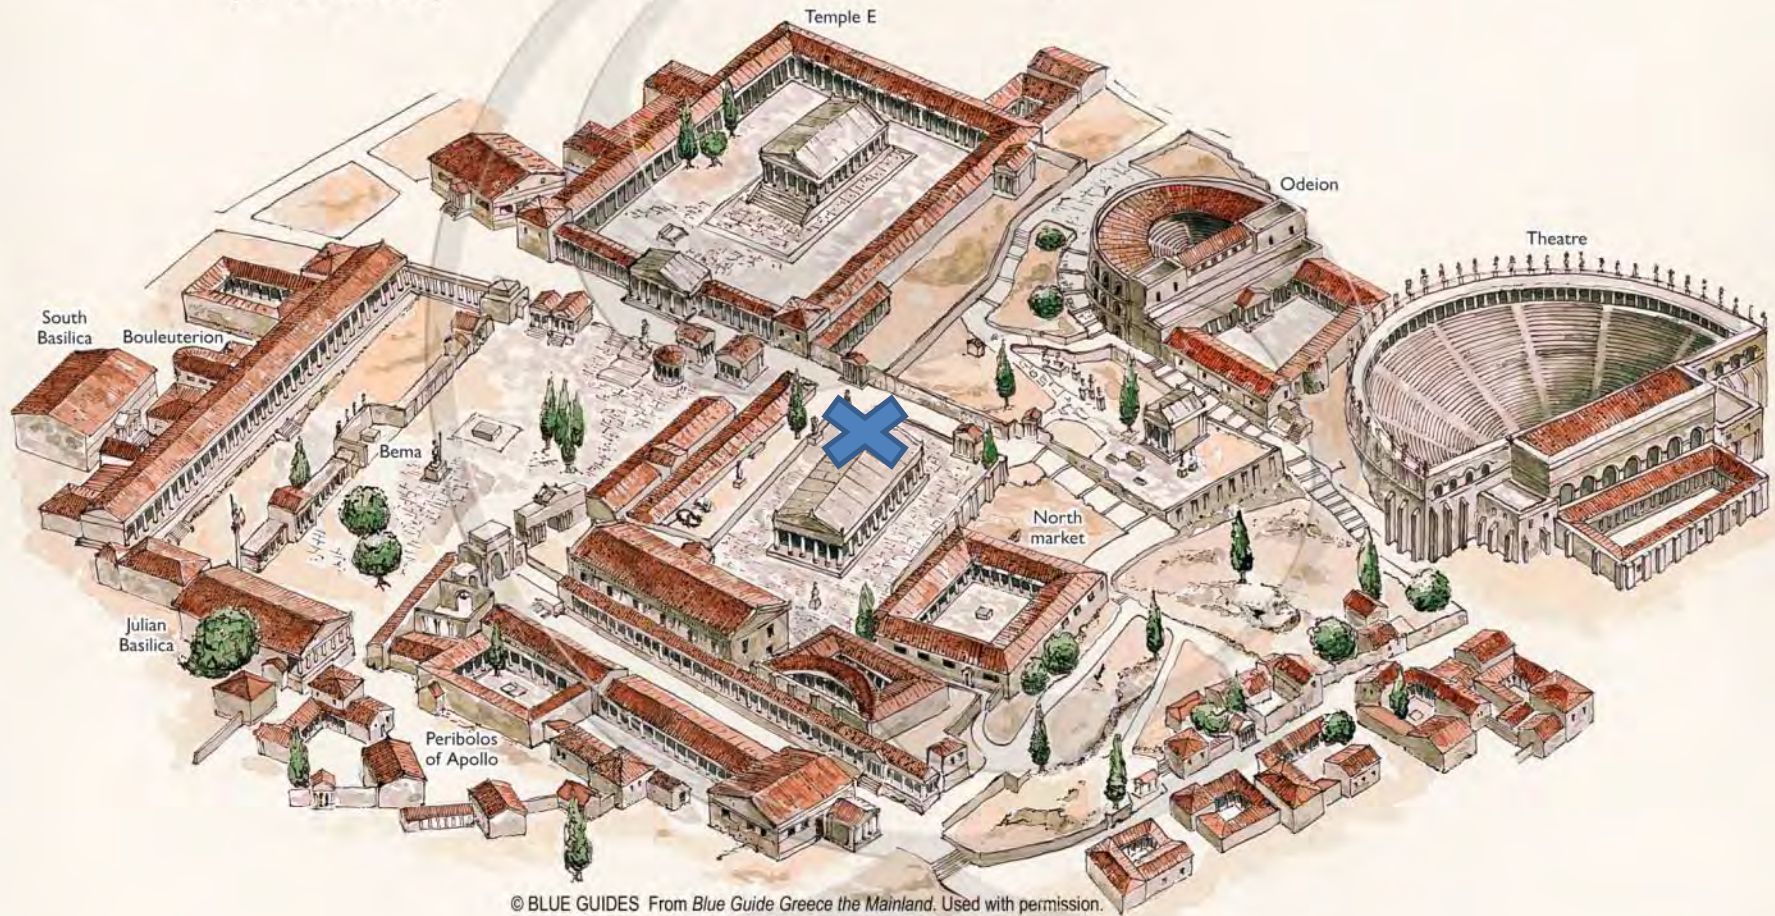 Temple E
Odeion
Theatre
South
Basilica
Bouleuterion
Bema
North
market
Julian
Basilica
Peribolos
of Apollo
© BLUE GUIDES From Blue Guide Greece the Mainland. Used with permission.